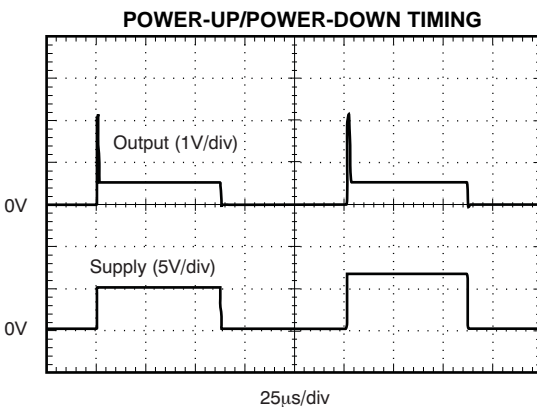 POWER-UP/POWER-DOWN TIMING
Output (1V/div)
0V
Supply (5V/div)
0V
25µs/div